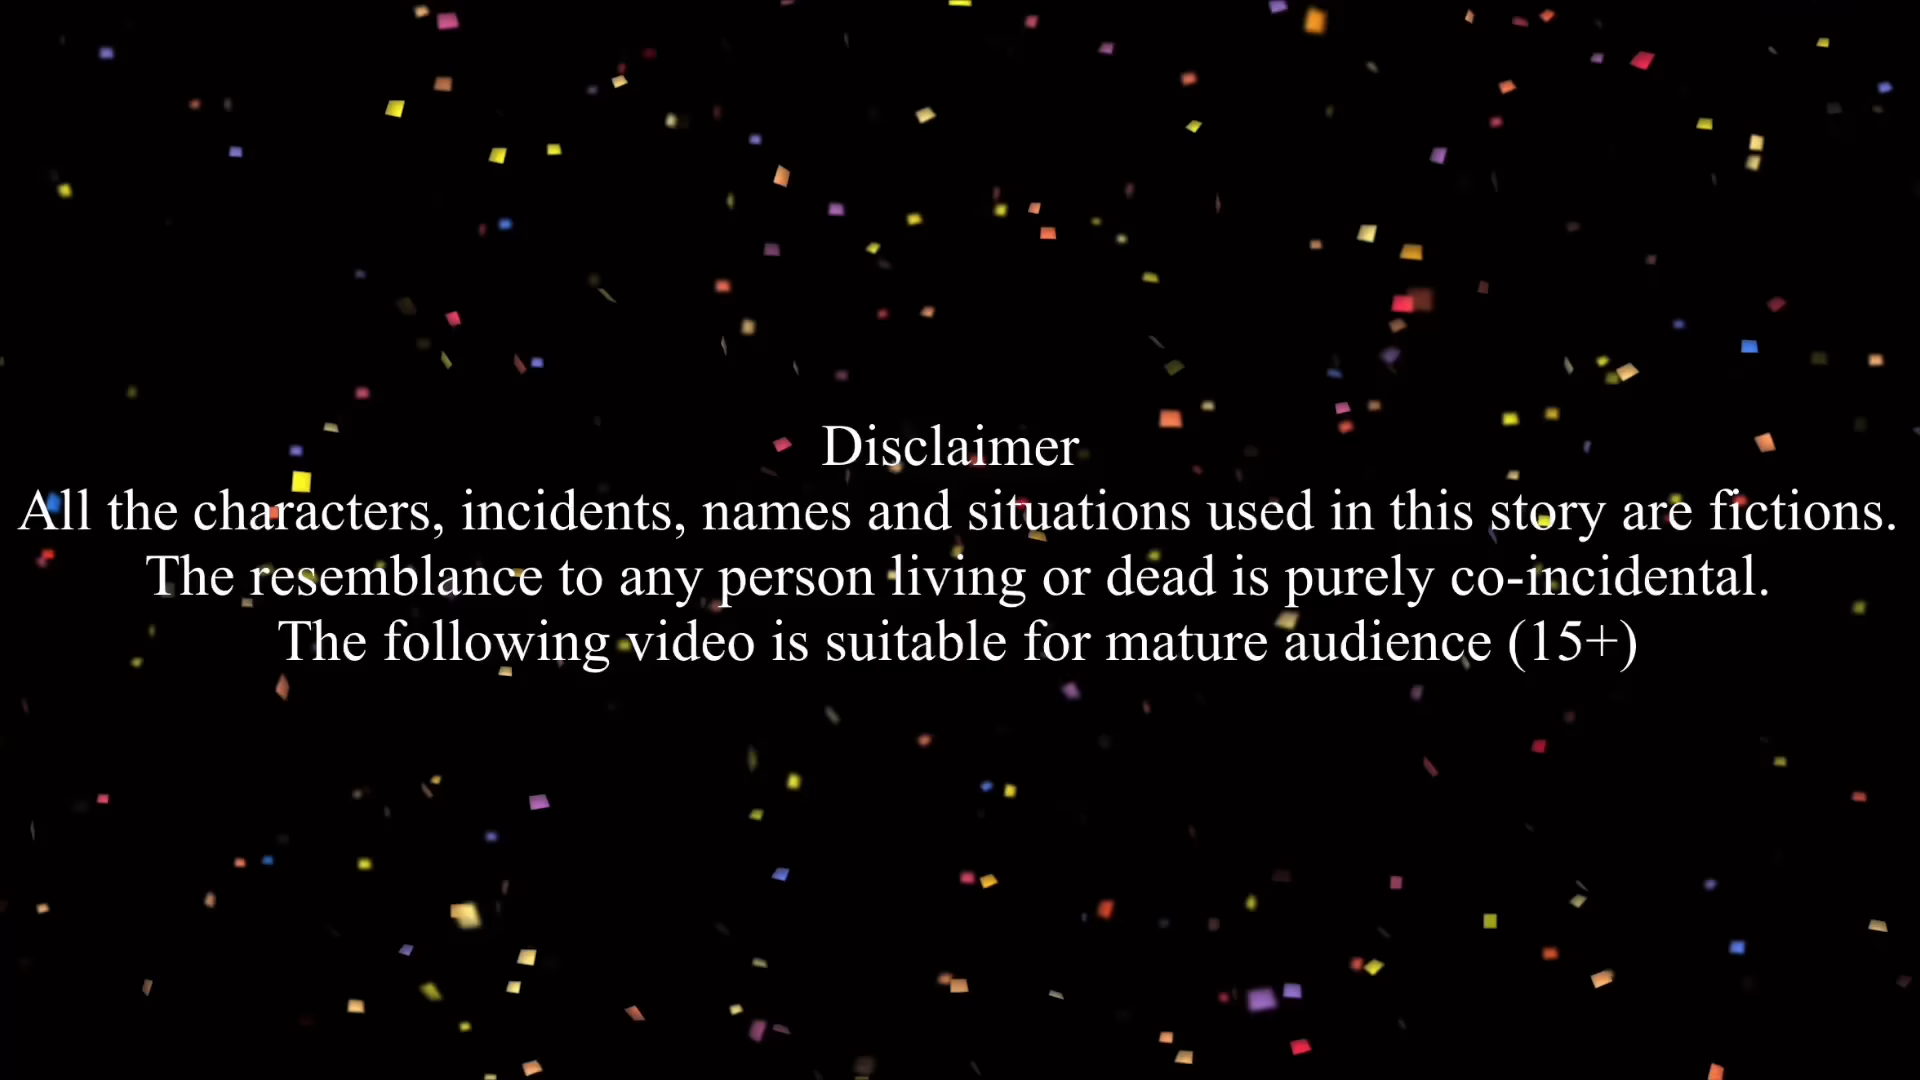 Disclaimer
All the characters, incidents, names and situations used in this story are fictions.
The resemblance to any person living or dead is purely co-incidental.
The following video is suitable for mature audience (15+)